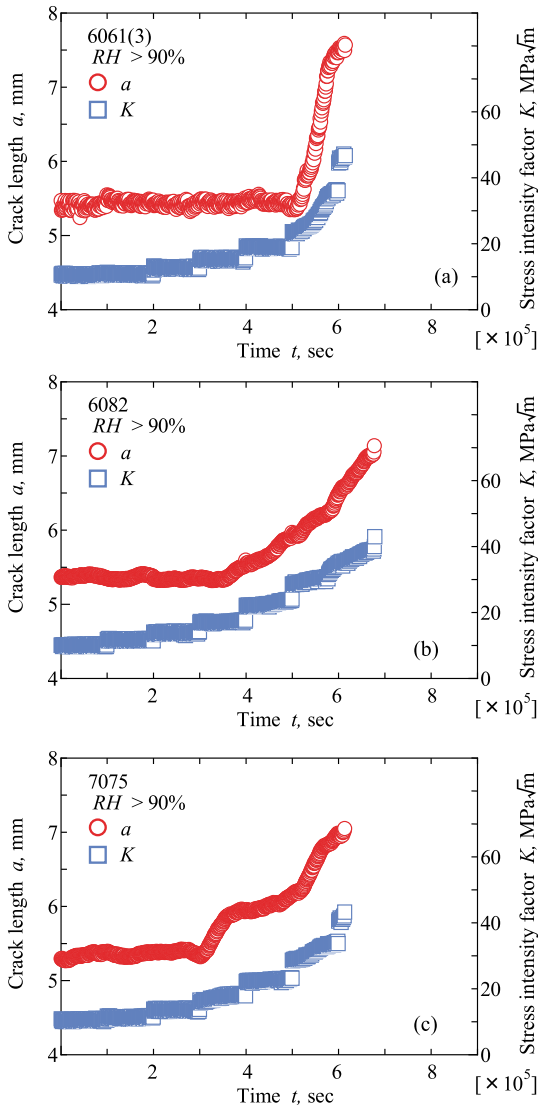 6061(3)
RH > 90%
a
K
8
7
6
5
4
80
60
40
20
0
2
4
6
8
(a)
[×10⁵]
Crack length a, mm
Stress intensity factor K, MPa√m
Time t, sec
6082
RH > 90%
a
K
8
7
6
5
4
80
60
40
20
0
2
4
6
8
(b)
[×10⁵]
Crack length a, mm
Stress intensity factor K, MPa√m
Time t, sec
7075
RH > 90%
a
K
8
7
6
5
4
80
60
40
20
0
2
4
6
8
(c)
[×10⁵]
Crack length a, mm
Stress intensity factor K, MPa√m
Time t, sec